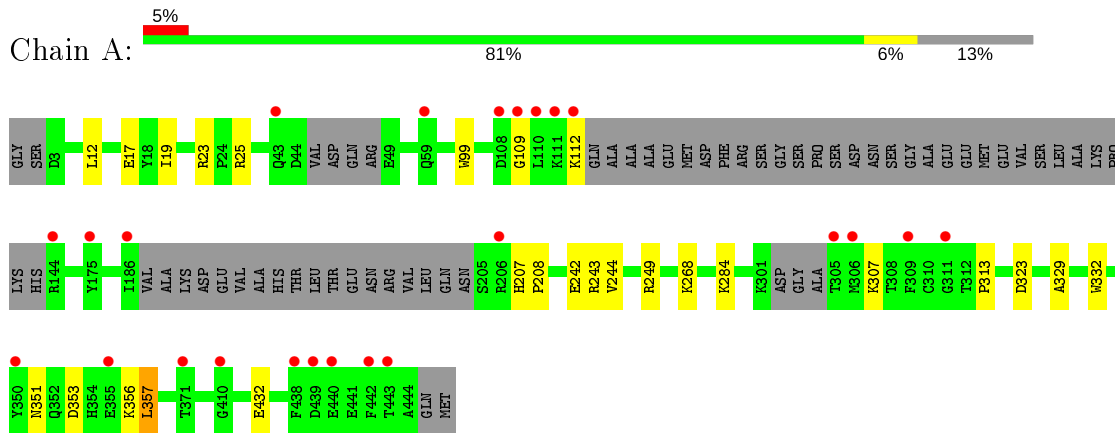 5%
Chain A:
81% 6% 13%
GLY SER D3 L12 E17 Y18 I19 R23 P24 R25 Q43 D44 VAL ASP GLN ARG E49 Q59 W99 D108 G109 L110 K111 K112 GLN ALA ALA ALA GLU MET ASP PHE ARG SER GLY SER PRO SER ASP ASN SER GLY ALA GLU GLU MET GLU VAL SER LEU ALA LYS PRO
LYS HIS R144 Y175 I186 VAL ALA LYS ASP GLU VAL ALA HIS THR LEU THR GLU ASN ARG VAL LEU GLN ASN S205 R206 H207 P208 E242 R243 V244 R249 K268 K284 K301 ASP GLY ALA T305 M306 K307 T308 F309 C310 G311 T312 P313 D323 A329 W332
Y350 N351 Q352 D353 H354 E355 K356 L357 T371 G410 E432 F438 D439 E440 E441 F442 T443 A444 GLN MET